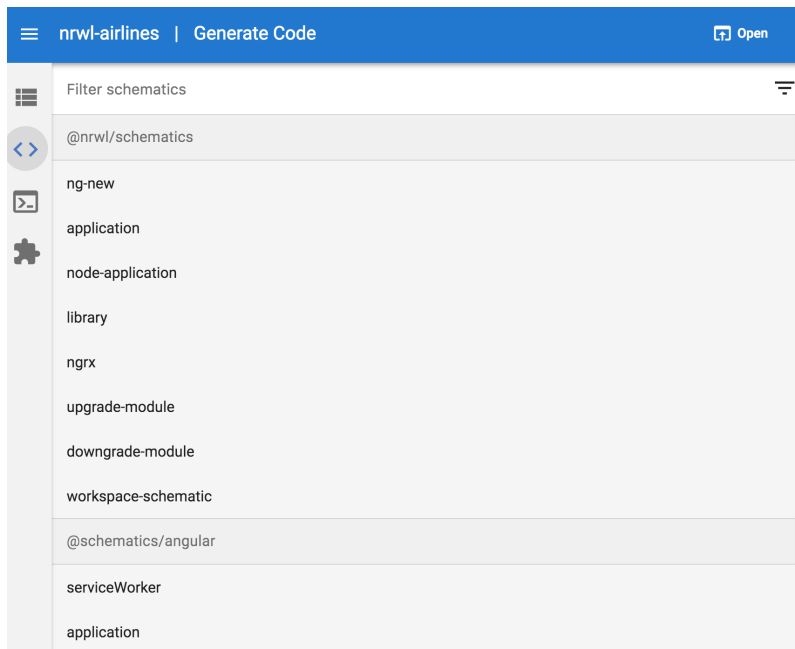 nrwl-airlines | Generate Code Open
Filter schematics
@nrwl/schematics
ng-new
application
node-application
library
ngrx
upgrade-module
downgrade-module
workspace-schematic
@schematics/angular
serviceWorker
application